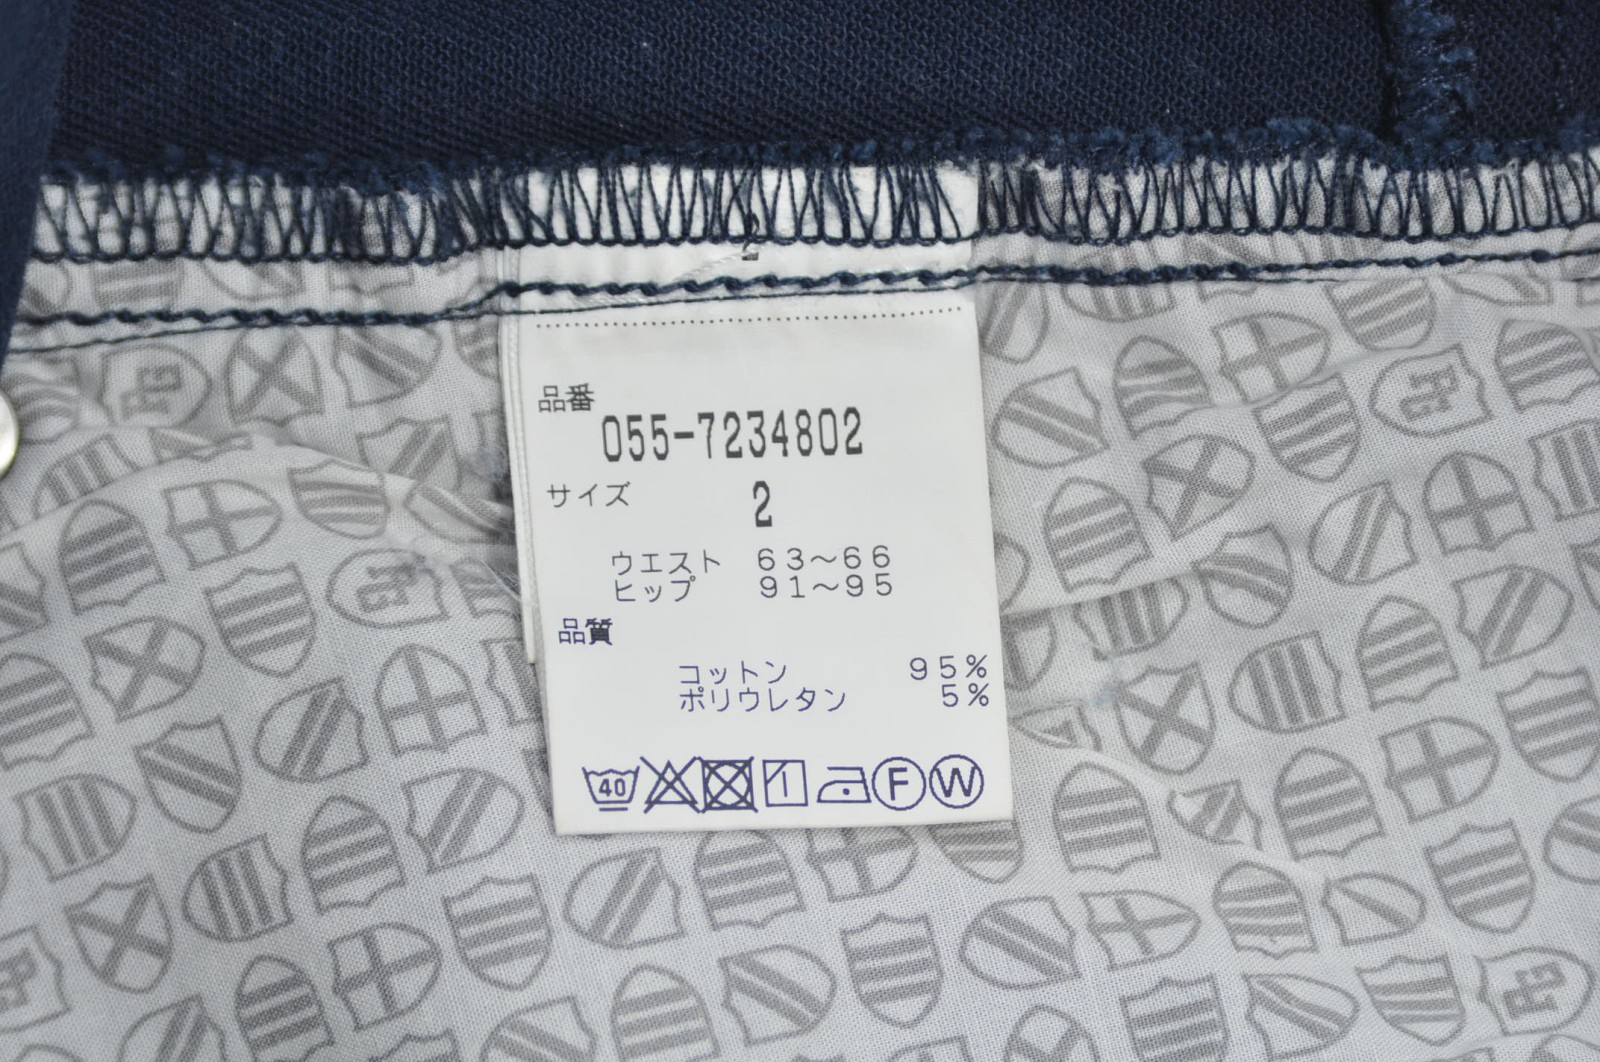 品番
055-7234802
サイズ 2
ウエスト 63～66
ヒップ 91～95
品質
コットン 95%
ポリウレタン 5%
40 F W